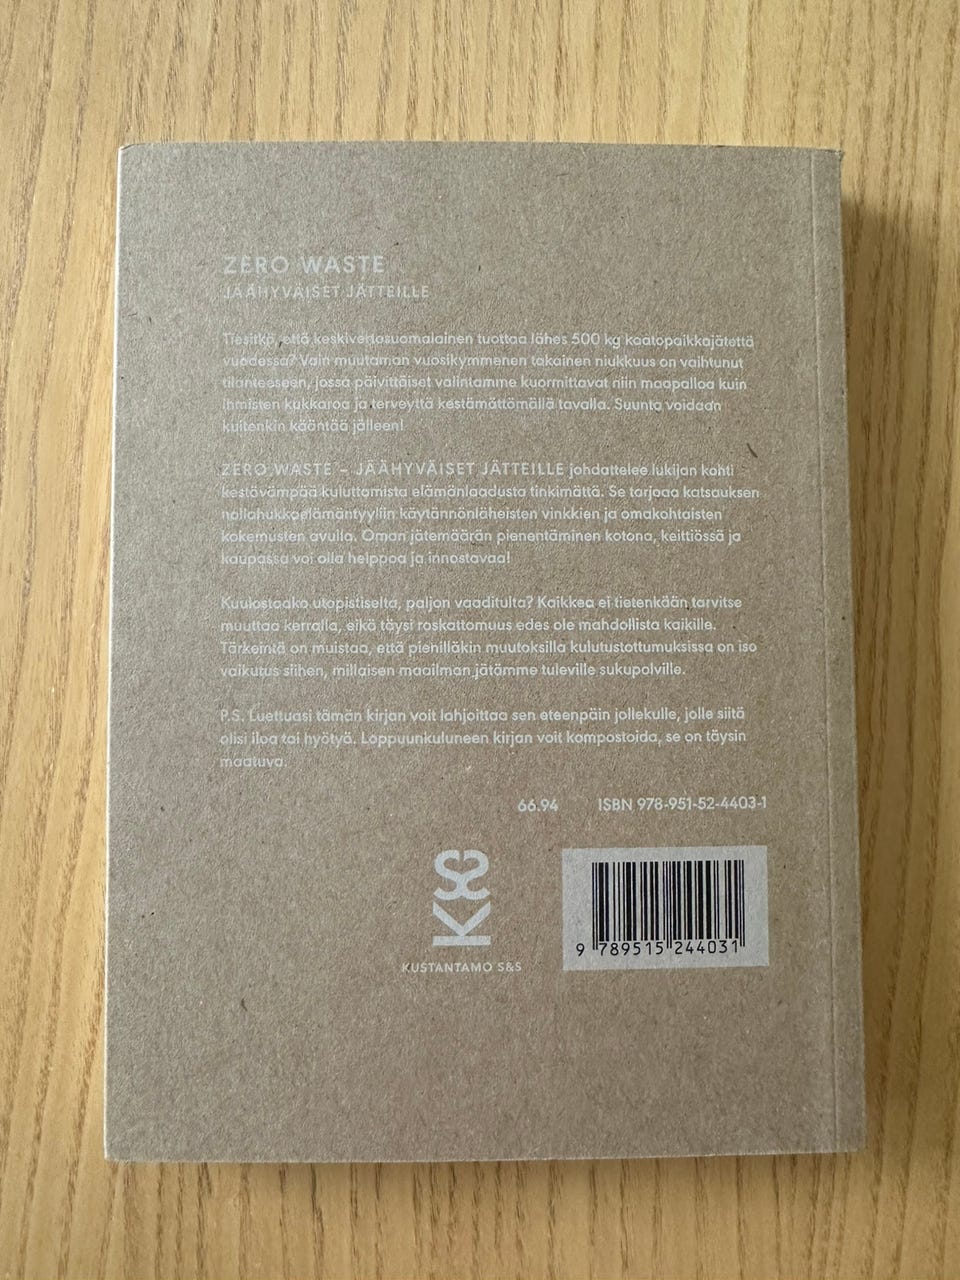 ZERO WASTE
JÄÄHYVÄISET JÄTTEILLE
Tiesitkö, että keskivertosuomalainen tuottaa lähes 500 kg kaatopaikkajätettä
vuodessa? Vain muutaman vuosikymmenen takainen niukkuus on vaihtunut
tilanteeseen, jossa päivittäiset valintamme kuormittavat niin maapalloa kuin
ihmisten kukkaroa ja terveyttä kestämättömällä tavalla. Suunta voidaan
kuitenkin kääntää jälleen!
ZERO WASTE – JÄÄHYVÄISET JÄTTEILLE johdattelee lukijan kohti
kestävämpää kuluttamista elämänlaadusta tinkimättä. Se tarjoaa katsauksen
nollahukkaelämäntyyliin käytännönläheisten vinkkien ja omakohtaisten
kokemusten avulla. Oman jätemäärän pienentäminen kotona, keittiössä ja
kaupassa voi olla helppoa ja innostavaa!
Kuulostaako utopistiselta, paljon vaaditulta? Kaikkea ei tietenkään tarvitse
muuttaa kerralla, eikä täysi roskattomuus edes ole mahdollista kaikille.
Tärkeintä on muistaa, että pienilläkin muutoksilla kulutustottumuksissa on iso
vaikutus siihen, millaisen maailman jätämme tuleville sukupolville.
P.S. Luettuasi tämän kirjan voit lahjoittaa sen eteenpäin jollekulle, jolle siitä
olisi iloa tai hyötyä. Loppuunkuluneen kirjan voit kompostoida, se on täysin
maatuva.
66.94 ISBN 978-951-52-4403-1
K&S
KUSTANTAMO S&S
9 789515 244031